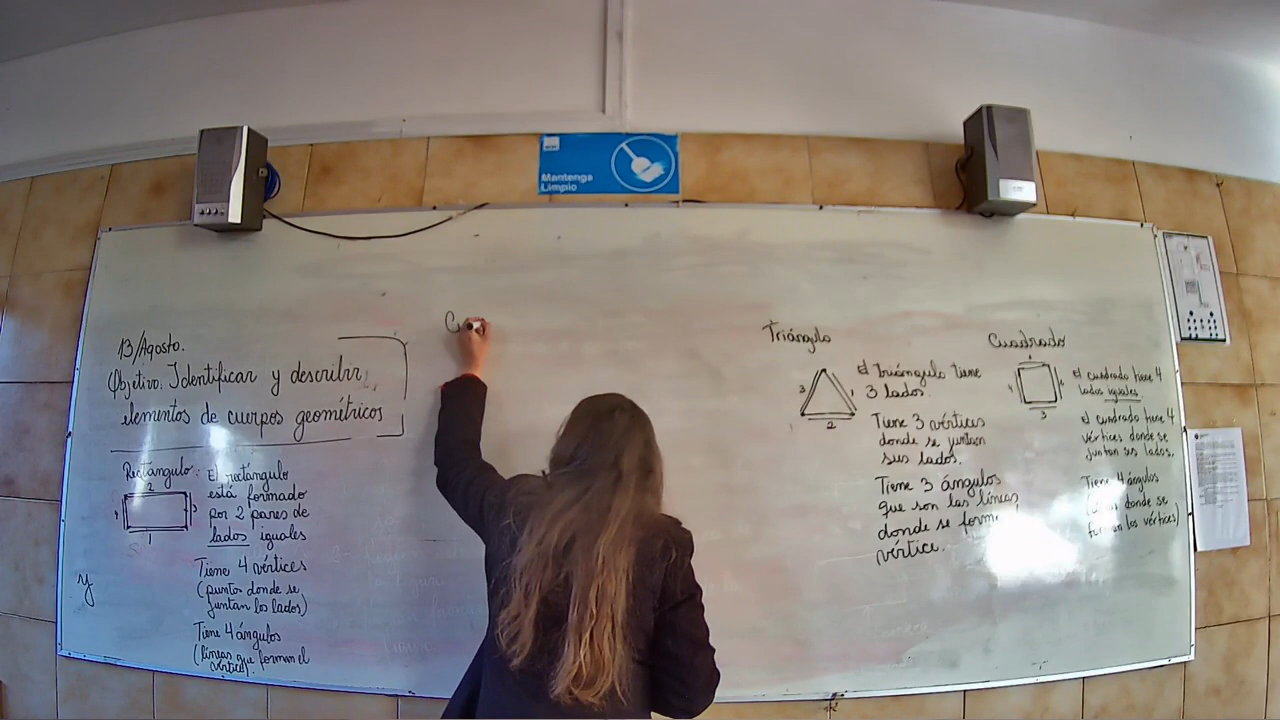 Mantenga
Limpio
13/Agosto.
Objetivo: Identificar y describir
elementos de cuerpos geométricos
Rectángulo: El rectángulo
está formado
por 2 pares de
lados iguales
2
4
3
1
Tiene 4 vértices
(puntos donde se
juntan los lados)
Tiene 4 ángulos
(líneas que forman el
vértice)
y
Triángulo
3
1
2
El triángulo tiene
3 lados.
Tiene 3 vértices
donde se juntan
sus lados.
Tiene 3 ángulos
que son las líneas
donde se forma
vértice.
Cuadrado
4
3
El cuadrado tiene 4
lados iguales
El cuadrado tiene 4
vértices donde se
juntan sus lados.
Tiene 4 ángulos
donde se
forman los vértices)